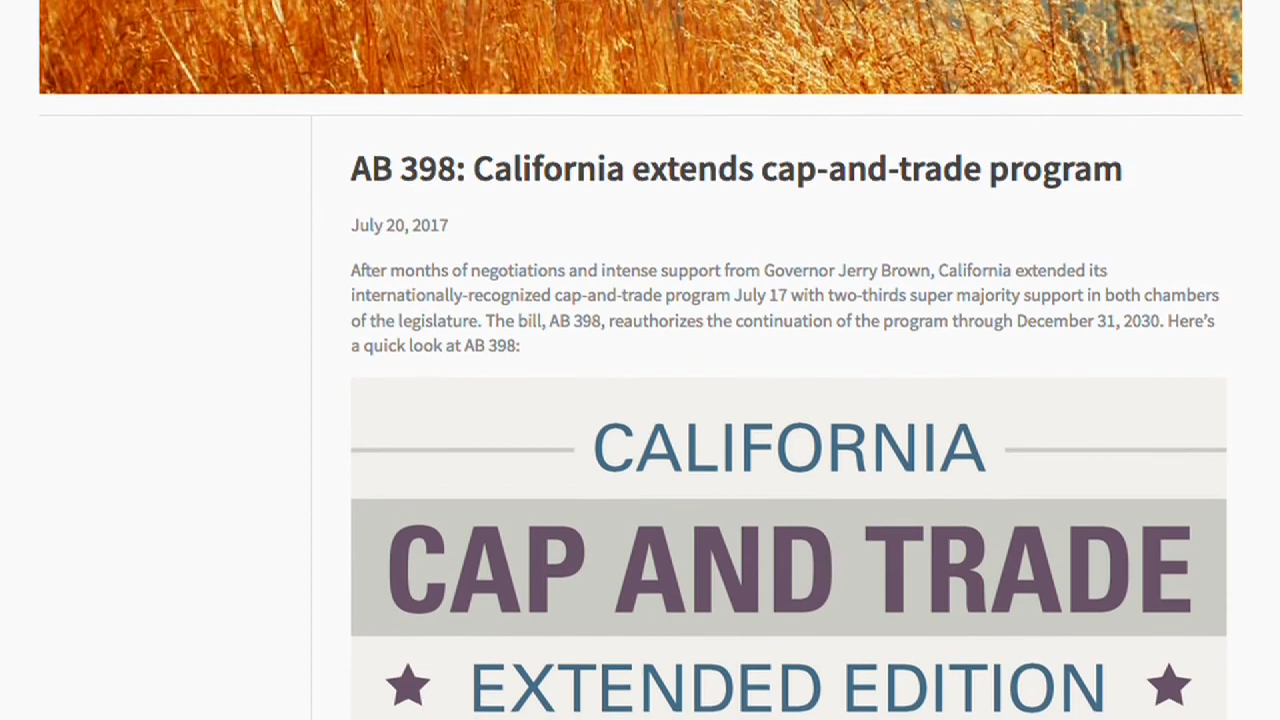 AB 398: California extends cap-and-trade program
July 20, 2017
After months of negotiations and intense support from Governor Jerry Brown, California extended its
internationally-recognized cap-and-trade program July 17 with two-thirds super majority support in both chambers
of the legislature. The bill, AB 398, reauthorizes the continuation of the program through December 31, 2030. Here’s
a quick look at AB 398:
CALIFORNIA
CAP AND TRADE
EXTENDED EDITION